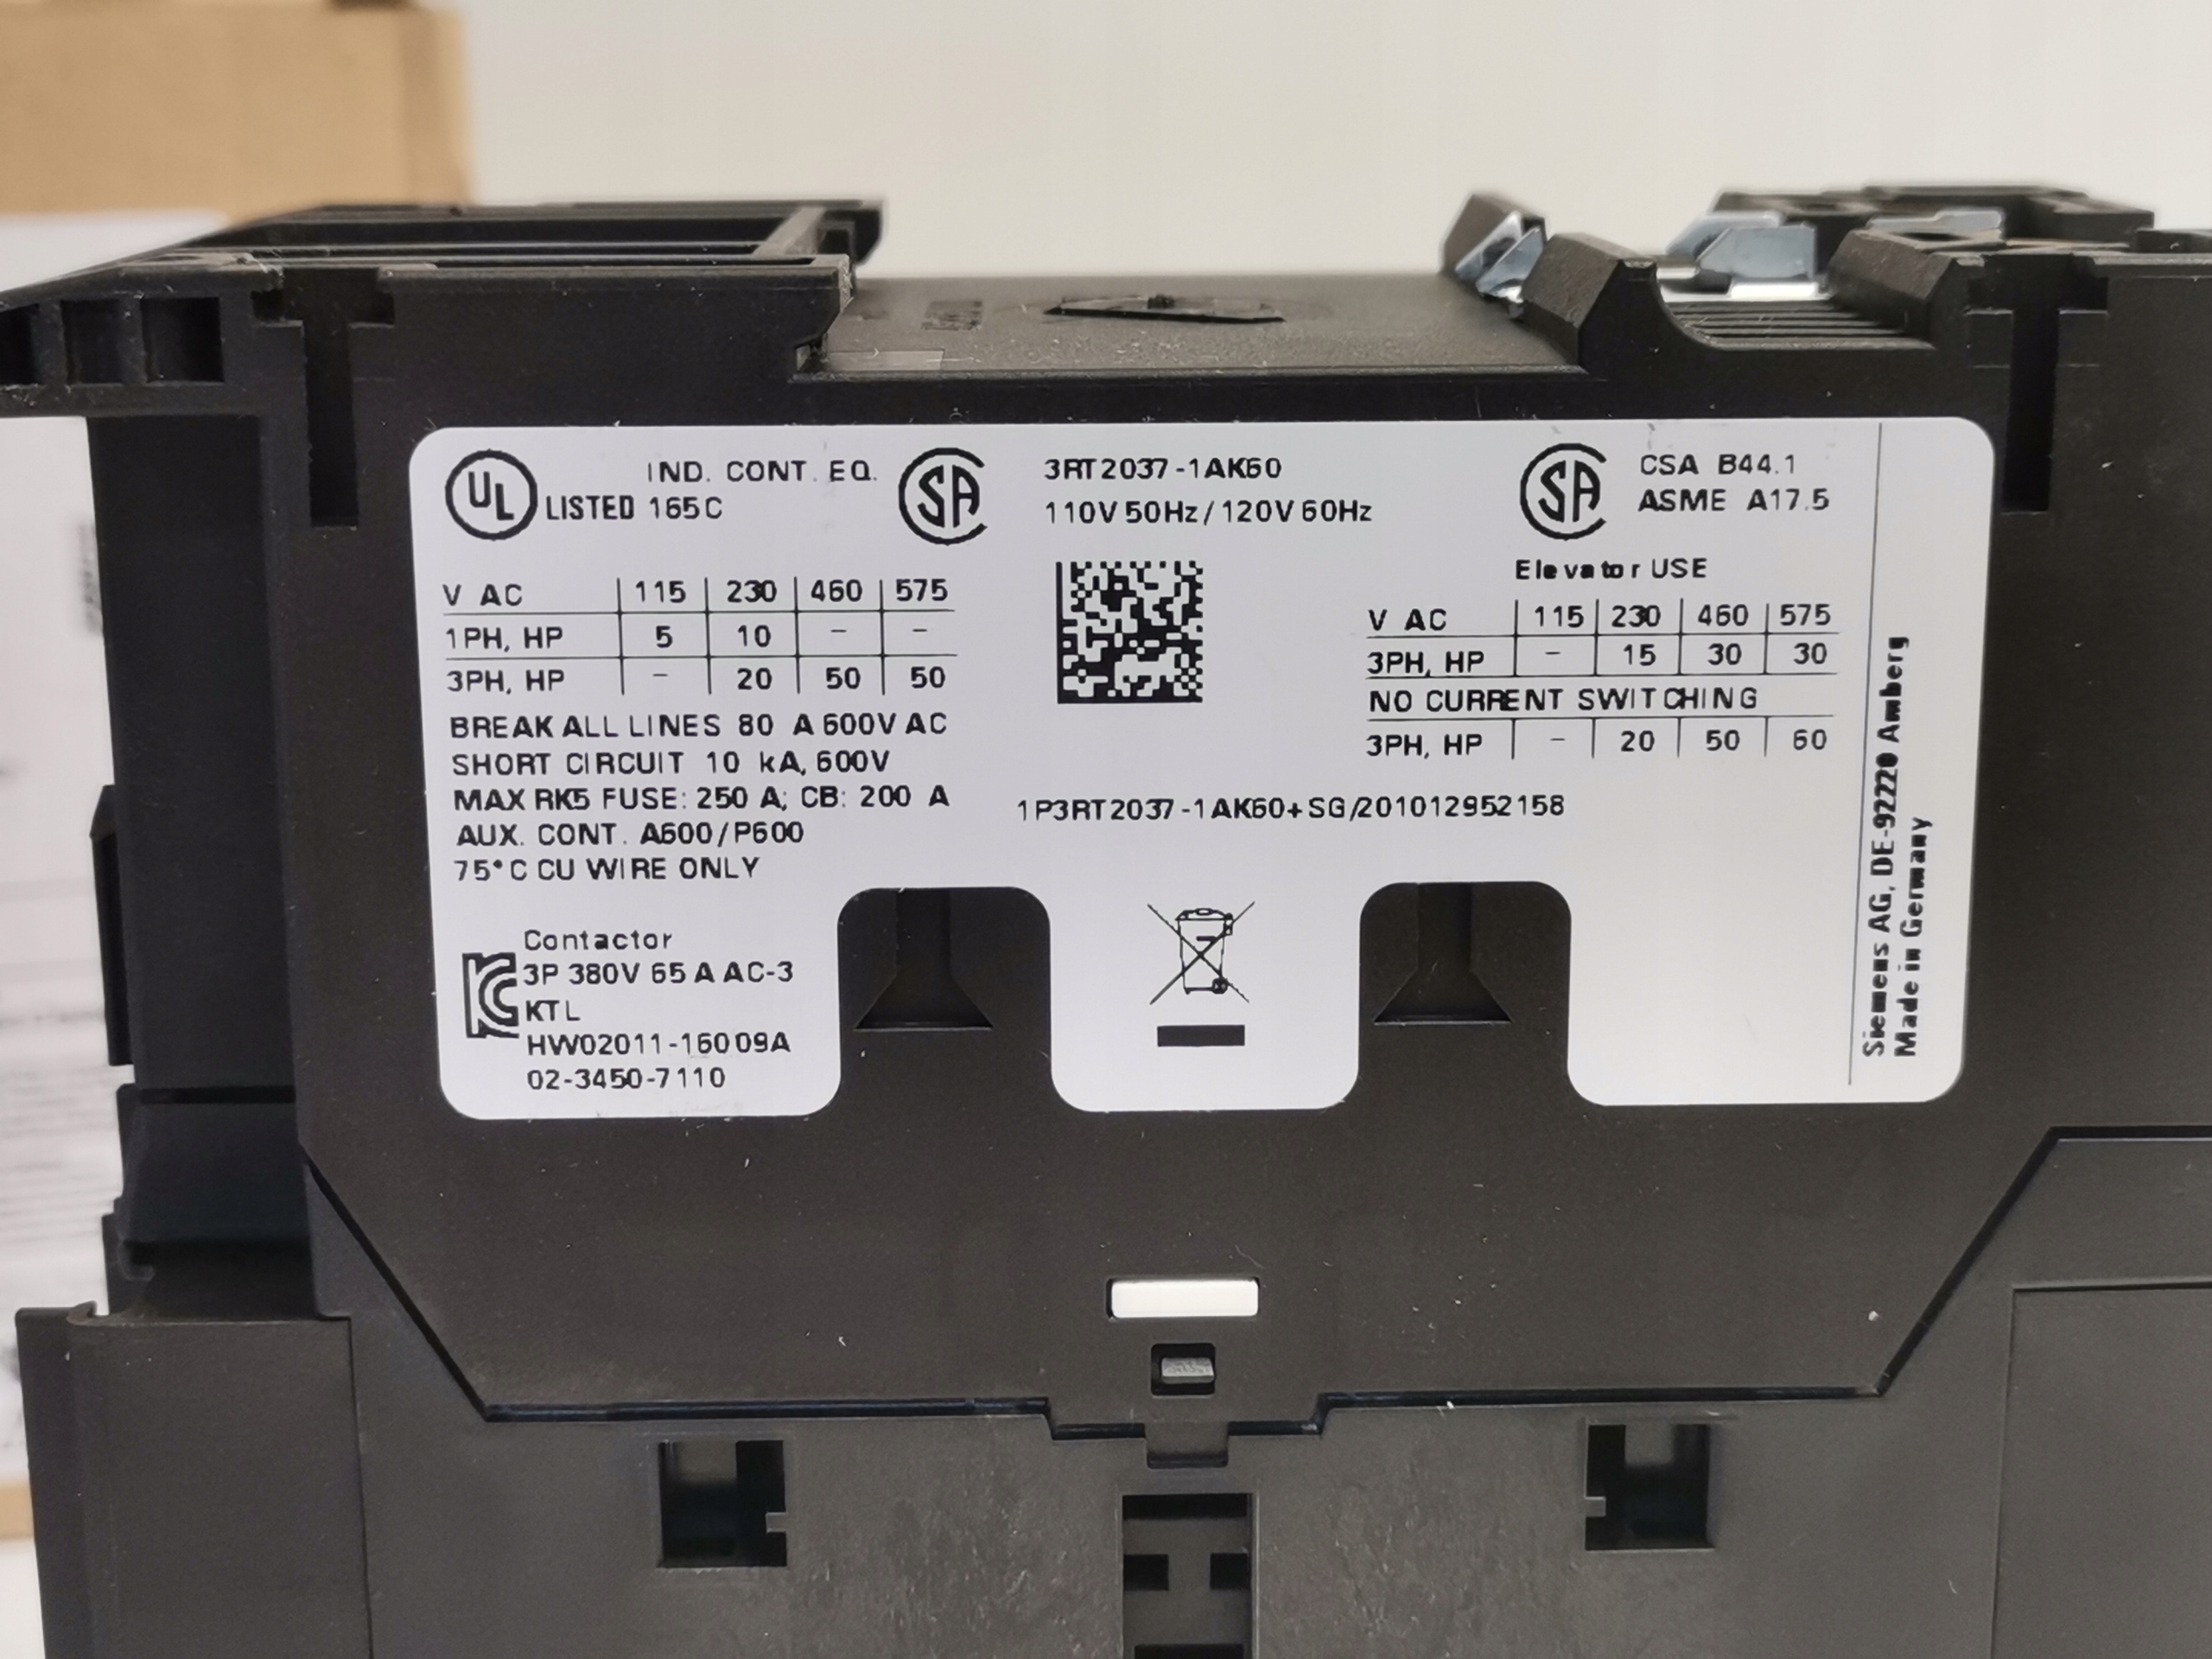 UL IND. CONT. EQ.
LISTED 165C
SA
3RT2037-1AK60
110V 50Hz/120V 60Hz
SA
CSA B44.1
ASME A17.5
V AC 115 230 460 575
1PH, HP 5 10 - -
3PH, HP - 20 50 50
BREAK ALL LINES 80 A 600V AC
SHORT CIRCUIT 10 kA, 600V
MAX RK5 FUSE: 250 A; CB: 200 A
AUX. CONT. A600/P600
75°C CU WIRE ONLY
Elevator USE
V AC 115 230 460 575
3PH, HP - 15 30 30
NO CURRENT SWITCHING
3PH, HP - 20 50 60
1P3RT2037-1AK60+SG/201012952158
Contactor
3P 380V 65 A AC-3
KTL
HW02011-16009A
02-3450-7110
Siemens AG, DE-92220 Amberg
Made in Germany